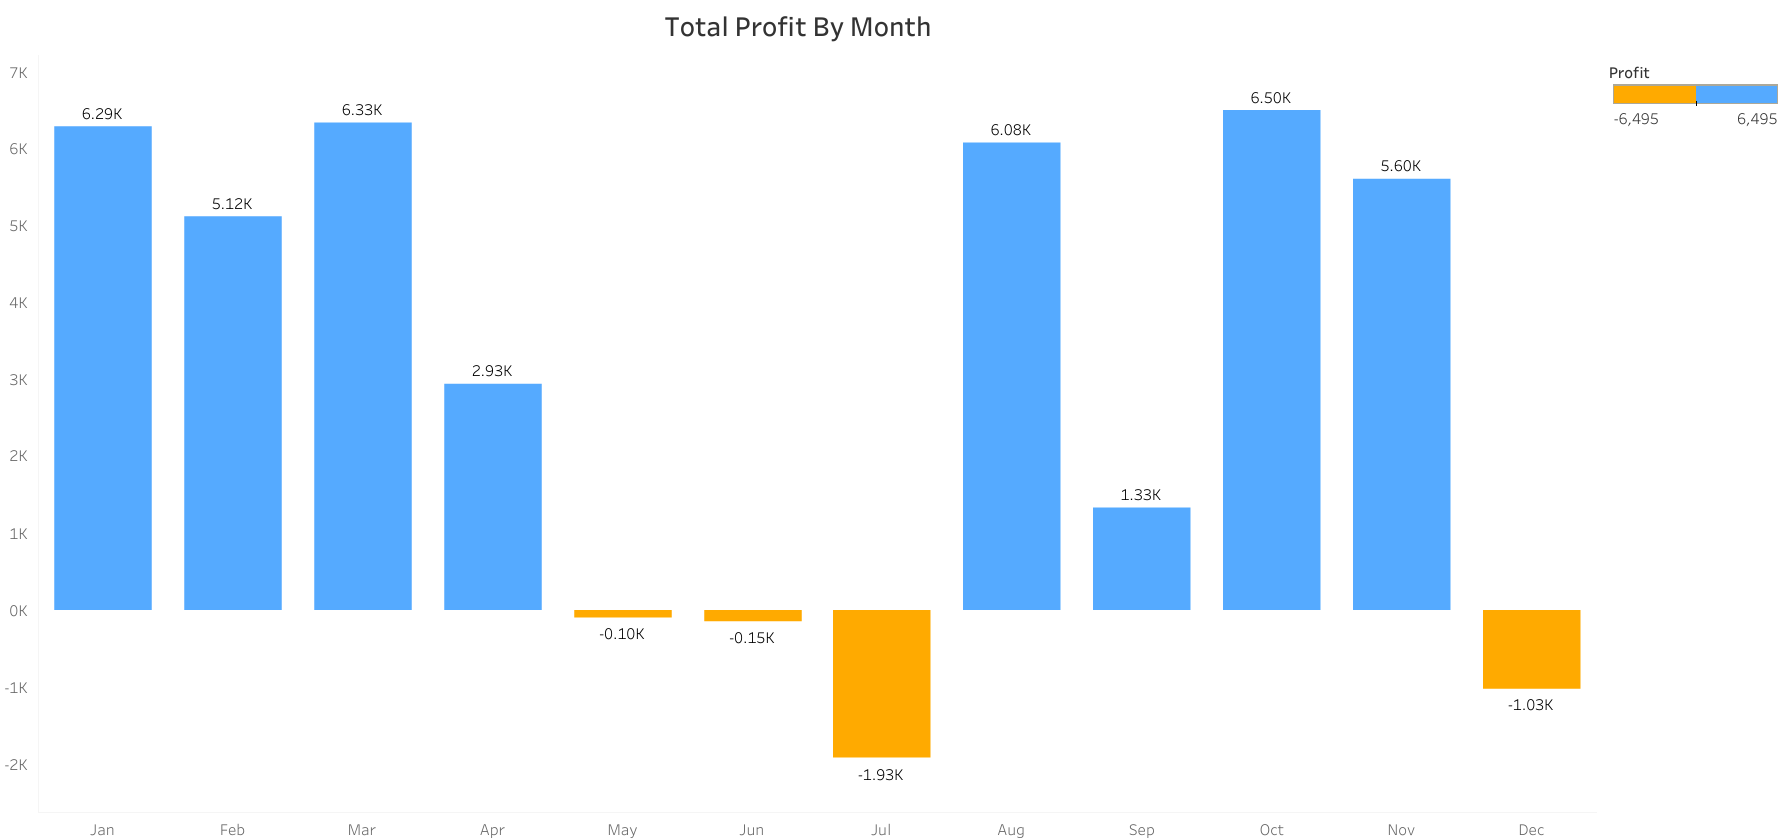 Total Profit By Month
Profit
-6,495 6,495
7K
6K
5K
4K
3K
2K
1K
0K
-1K
-2K
6.29K
5.12K
6.33K
2.93K
-0.10K
-0.15K
-1.93K
6.08K
1.33K
6.50K
5.60K
-1.03K
Jan Feb Mar Apr May Jun Jul Aug Sep Oct Nov Dec